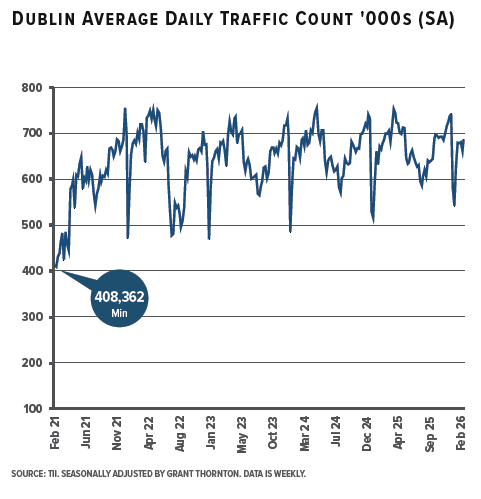 Dublin Average Daily Traffic Count '000s (SA)
800
700
600
500
400
300
200
100
408,362
Min
Feb 21
Jun 21
Nov 21
Apr 22
Aug 22
Jan 23
May 23
Oct 23
Mar 24
Jul 24
Dec 24
Apr 25
Sep 25
Feb 26
SOURCE: TII. SEASONALLY ADJUSTED BY GRANT THORNTON. DATA IS WEEKLY.